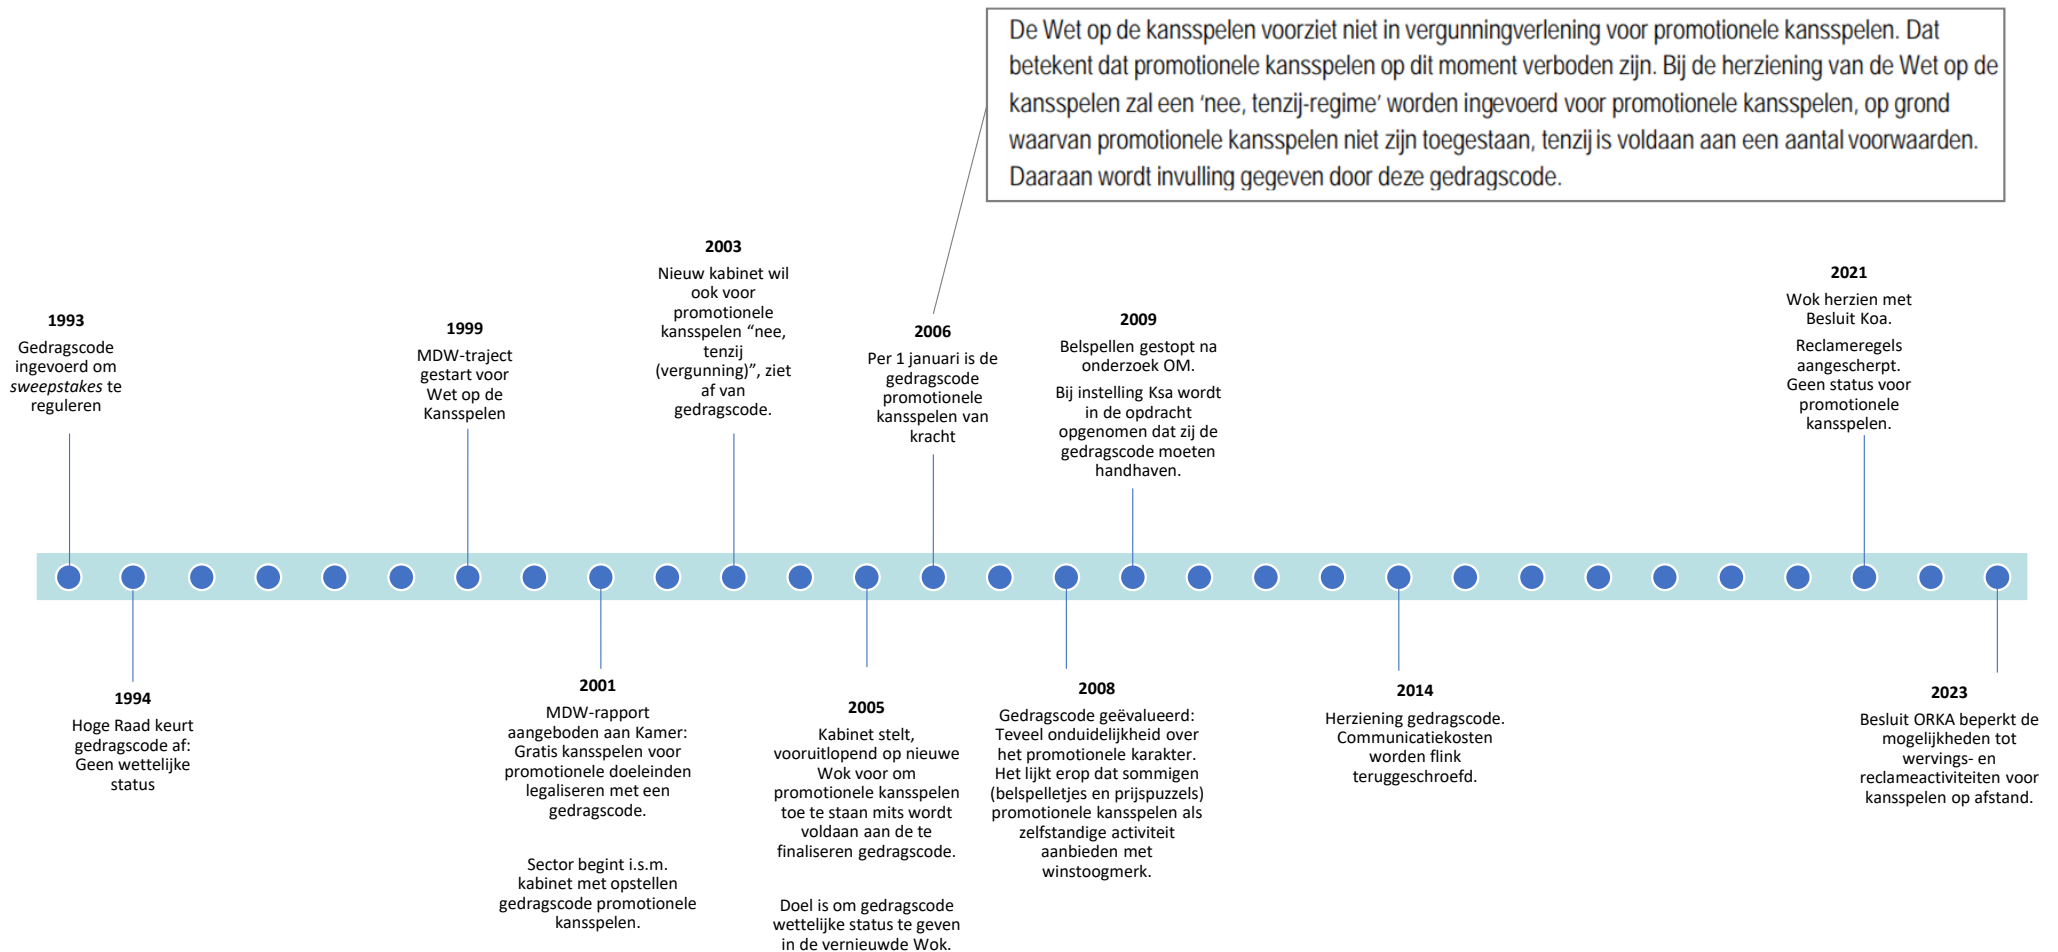 De Wet op de kansspelen voorziet niet in vergunningverlening voor promotionele kansspelen. Dat
betekent dat promotionele kansspelen op dit moment verboden zijn. Bij de herziening van de Wet op de
kansspelen zal een ‘nee, tenzij-regime’ worden ingevoerd voor promotionele kansspelen, op grond
waarvan promotionele kansspelen niet zijn toegestaan, tenzij is voldaan aan een aantal voorwaarden.
Daaraan wordt invulling gegeven door deze gedragscode.
1993
Gedragscode
ingevoerd om
sweepstakes te
reguleren
1999
MDW-traject
gestart voor
Wet op de
Kansspelen
2003
Nieuw kabinet wil
ook voor
promotionele
kansspelen “nee,
tenzij
(vergunning)”, ziet
af van
gedragscode.
2006
Per 1 januari is de
gedragscode
promotionele
kansspelen van
kracht
2009
Belspellen gestopt na
onderzoek OM.
Bij instelling Ksa wordt
in de opdracht
opgenomen dat zij de
gedragscode moeten
handhaven.
2021
Wok herzien met
Besluit Koa.
Reclameregels
aangescherpt.
Geen status voor
promotionele
kansspelen.
1994
Hoge Raad keurt
gedragscode af:
Geen wettelijke
status
2001
MDW-rapport
aangeboden aan Kamer:
Gratis kansspelen voor
promotionele doeleinden
legaliseren met een
gedragscode.
Sector begint i.s.m.
kabinet met opstellen
gedragscode promotionele
kansspelen.
2005
Kabinet stelt,
vooruitlopend op nieuwe
Wok voor om
promotionele kansspelen
toe te staan mits wordt
voldaan aan de te
finaliseren gedragscode.
Doel is om gedragscode
wettelijke status te geven
in de vernieuwde Wok.
2008
Gedragscode geëvalueerd:
Teveel onduidelijkheid over
het promotionele karakter.
Het lijkt erop dat sommigen
(belspelletjes en prijspuzzels)
promotionele kansspelen als
zelfstandige activiteit
aanbieden met
winstoogmerk.
2014
Herziening gedragscode.
Communicatiekosten
worden flink
teruggeschroefd.
2023
Besluit ORKA beperkt de
mogelijkheden tot
wervings- en
reclameactiviteiten voor
kansspelen op afstand.